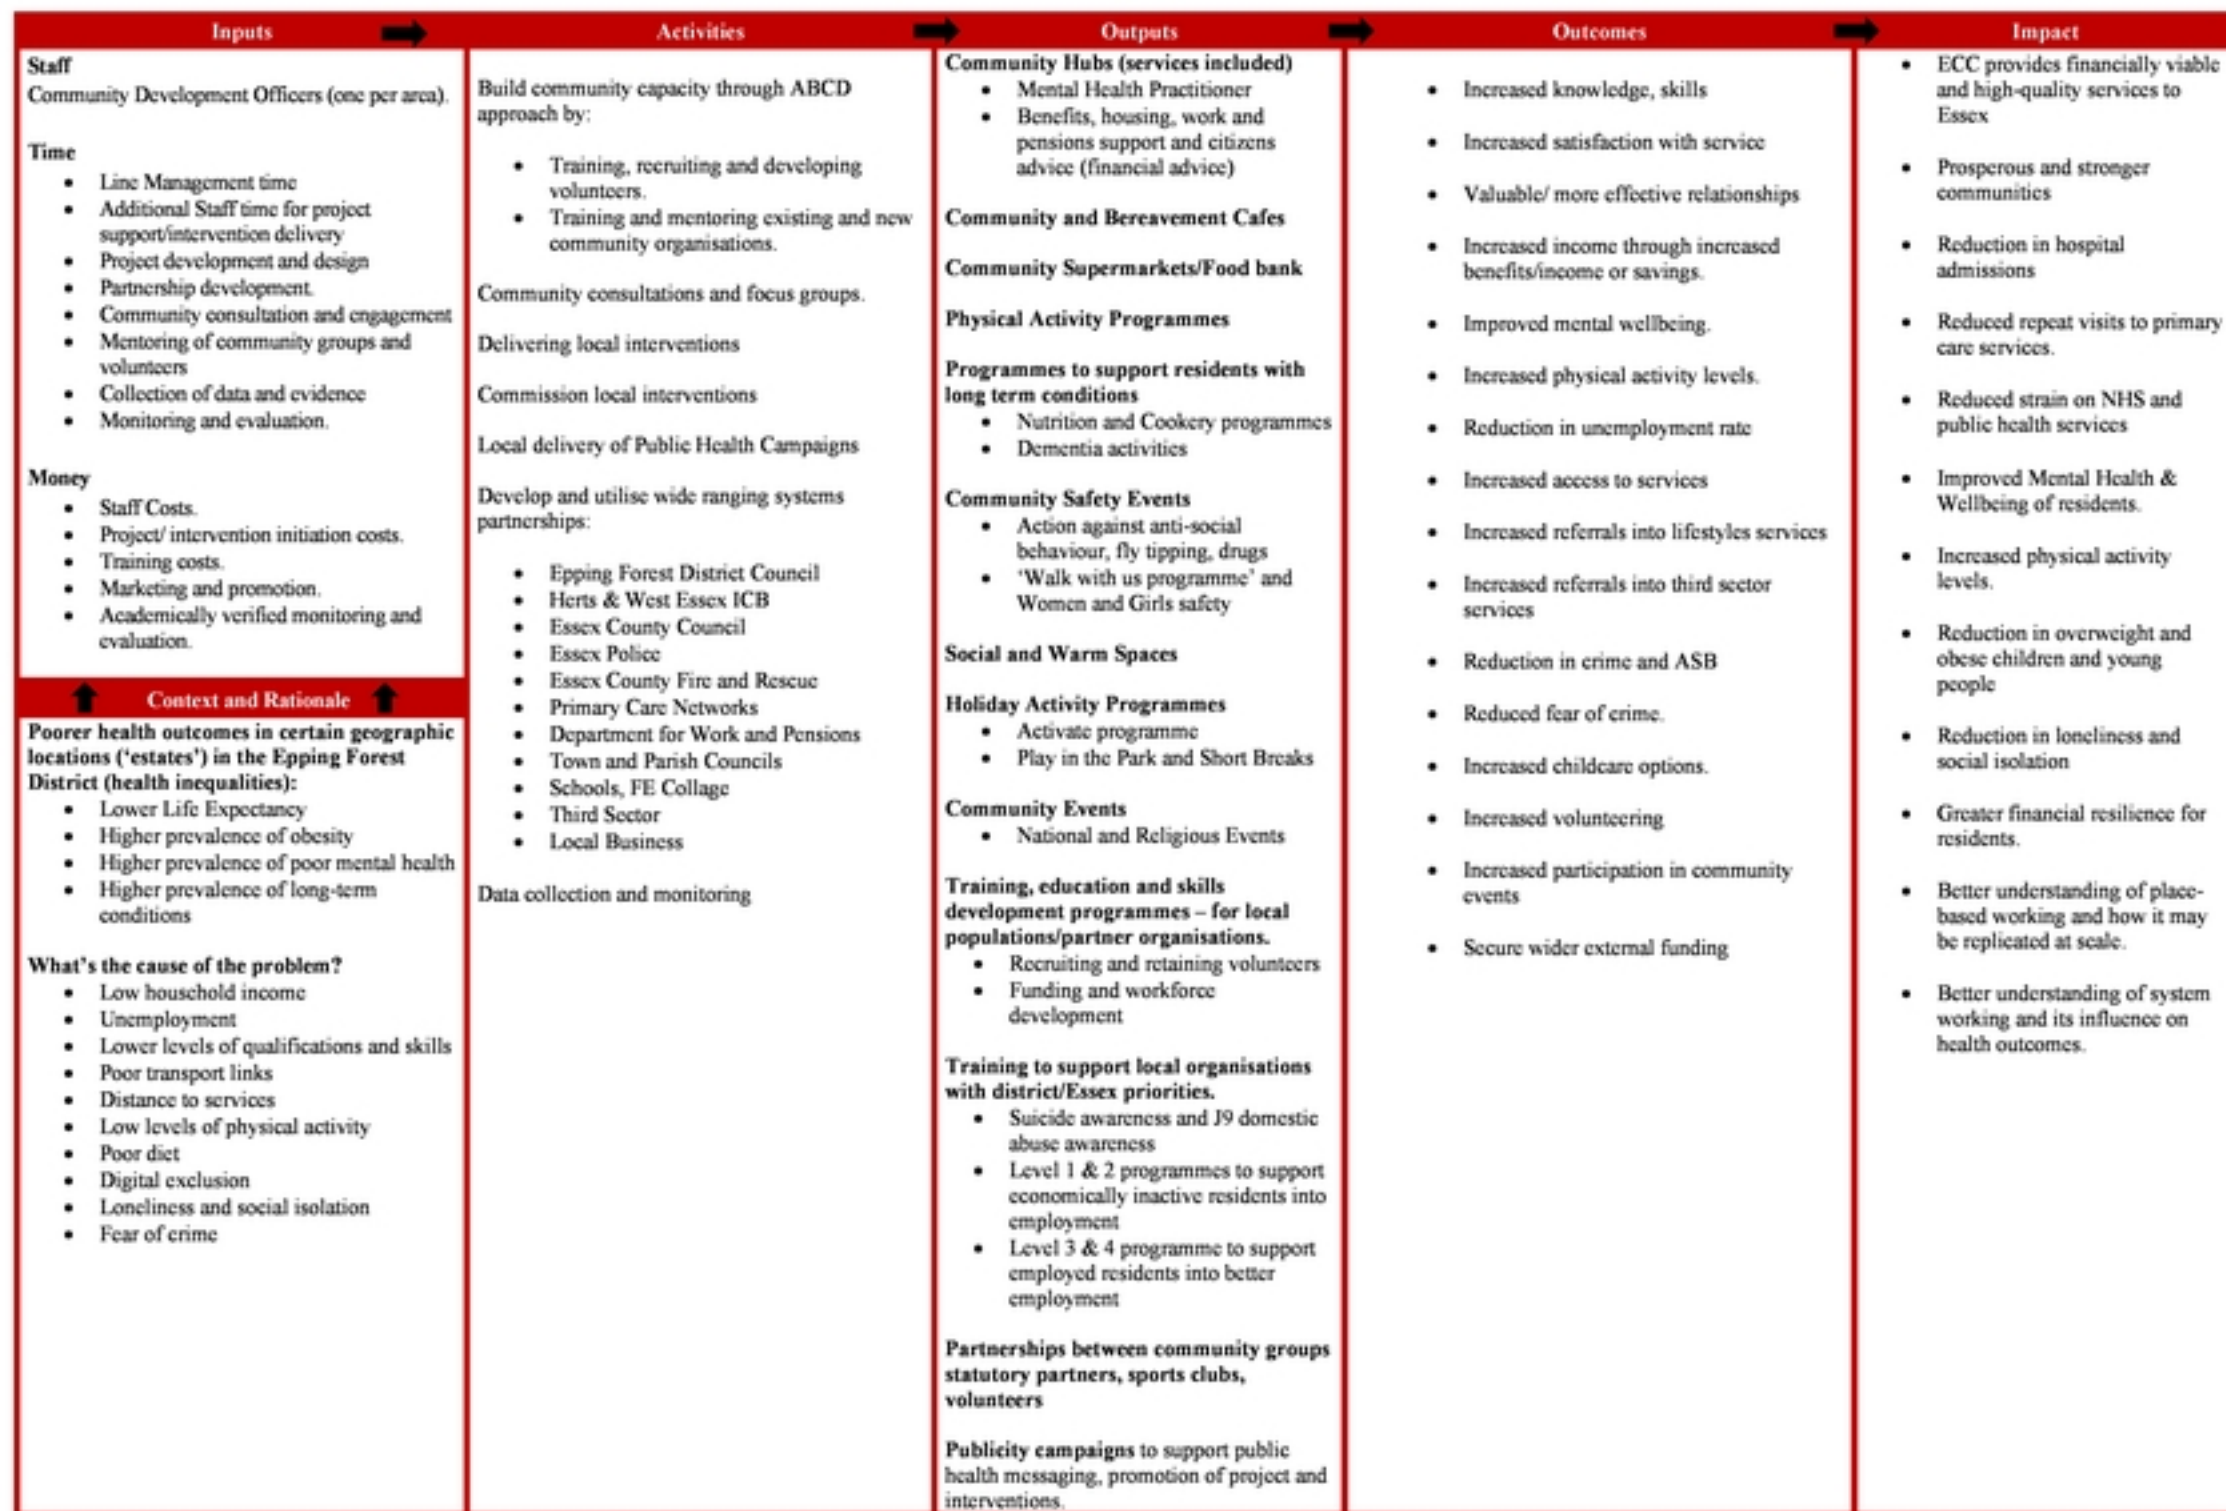 Inputs
Staff
Community Development Officers (one per area).
Time
• Line Management time
• Additional Staff time for project
support/intervention delivery
• Project development and design
• Partnership development.
• Community consultation and engagement
• Mentoring of community groups and
volunteers
• Collection of data and evidence
• Monitoring and evaluation.
Money
• Staff Costs.
• Project/ intervention initiation costs.
• Training costs.
• Marketing and promotion.
• Academically verified monitoring and
evaluation.
Context and Rationale
Poorer health outcomes in certain geographic
locations (‘estates’) in the Epping Forest
District (health inequalities):
• Lower Life Expectancy
• Higher prevalence of obesity
• Higher prevalence of poor mental health
• Higher prevalence of long-term
conditions
What’s the cause of the problem?
• Low household income
• Unemployment
• Lower levels of qualifications and skills
• Poor transport links
• Distance to services
• Low levels of physical activity
• Poor diet
• Digital exclusion
• Loneliness and social isolation
• Fear of crime
Activities
Build community capacity through ABCD
approach by:
• Training, recruiting and developing
volunteers.
• Training and mentoring existing and new
community organisations.
Community consultations and focus groups.
Delivering local interventions
Commission local interventions
Local delivery of Public Health Campaigns
Develop and utilise wide ranging systems
partnerships:
• Epping Forest District Council
• Herts & West Essex ICB
• Essex County Council
• Essex Police
• Essex County Fire and Rescue
• Primary Care Networks
• Department for Work and Pensions
• Town and Parish Councils
• Schools, FE Collage
• Third Sector
• Local Business
Data collection and monitoring
Outputs
Community Hubs (services included)
• Mental Health Practitioner
• Benefits, housing, work and
pensions support and citizens
advice (financial advice)
Community and Bereavement Cafes
Community Supermarkets/Food bank
Physical Activity Programmes
Programmes to support residents with
long term conditions
• Nutrition and Cookery programmes
• Dementia activities
Community Safety Events
• Action against anti-social
behaviour, fly tipping, drugs
• ‘Walk with us programme’ and
Women and Girls safety
Social and Warm Spaces
Holiday Activity Programmes
• Activate programme
• Play in the Park and Short Breaks
Community Events
• National and Religious Events
Training, education and skills
development programmes – for local
populations/partner organisations.
• Recruiting and retaining volunteers
• Funding and workforce
development
Training to support local organisations
with district/Essex priorities.
• Suicide awareness and J9 domestic
abuse awareness
• Level 1 & 2 programmes to support
economically inactive residents into
employment
• Level 3 & 4 programme to support
employed residents into better
employment
Partnerships between community groups
statutory partners, sports clubs,
volunteers
Publicity campaigns to support public
health messaging, promotion of project and
interventions.
Outcomes
• Increased knowledge, skills
• Increased satisfaction with service
• Valuable/ more effective relationships
• Increased income through increased
benefits/income or savings.
• Improved mental wellbeing.
• Increased physical activity levels.
• Reduction in unemployment rate
• Increased access to services
• Increased referrals into lifestyles services
• Increased referrals into third sector
services
• Reduction in crime and ASB
• Reduced fear of crime.
• Increased childcare options.
• Increased volunteering
• Increased participation in community
events
• Secure wider external funding
Impact
• ECC provides financially viable
and high-quality services to
Essex
• Prosperous and stronger
communities
• Reduction in hospital
admissions
• Reduced repeat visits to primary
care services.
• Reduced strain on NHS and
public health services
• Improved Mental Health &
Wellbeing of residents.
• Increased physical activity
levels.
• Reduction in overweight and
obese children and young
people
• Reduction in loneliness and
social isolation
• Greater financial resilience for
residents.
• Better understanding of place-
based working and how it may
be replicated at scale.
• Better understanding of system
working and its influence on
health outcomes.